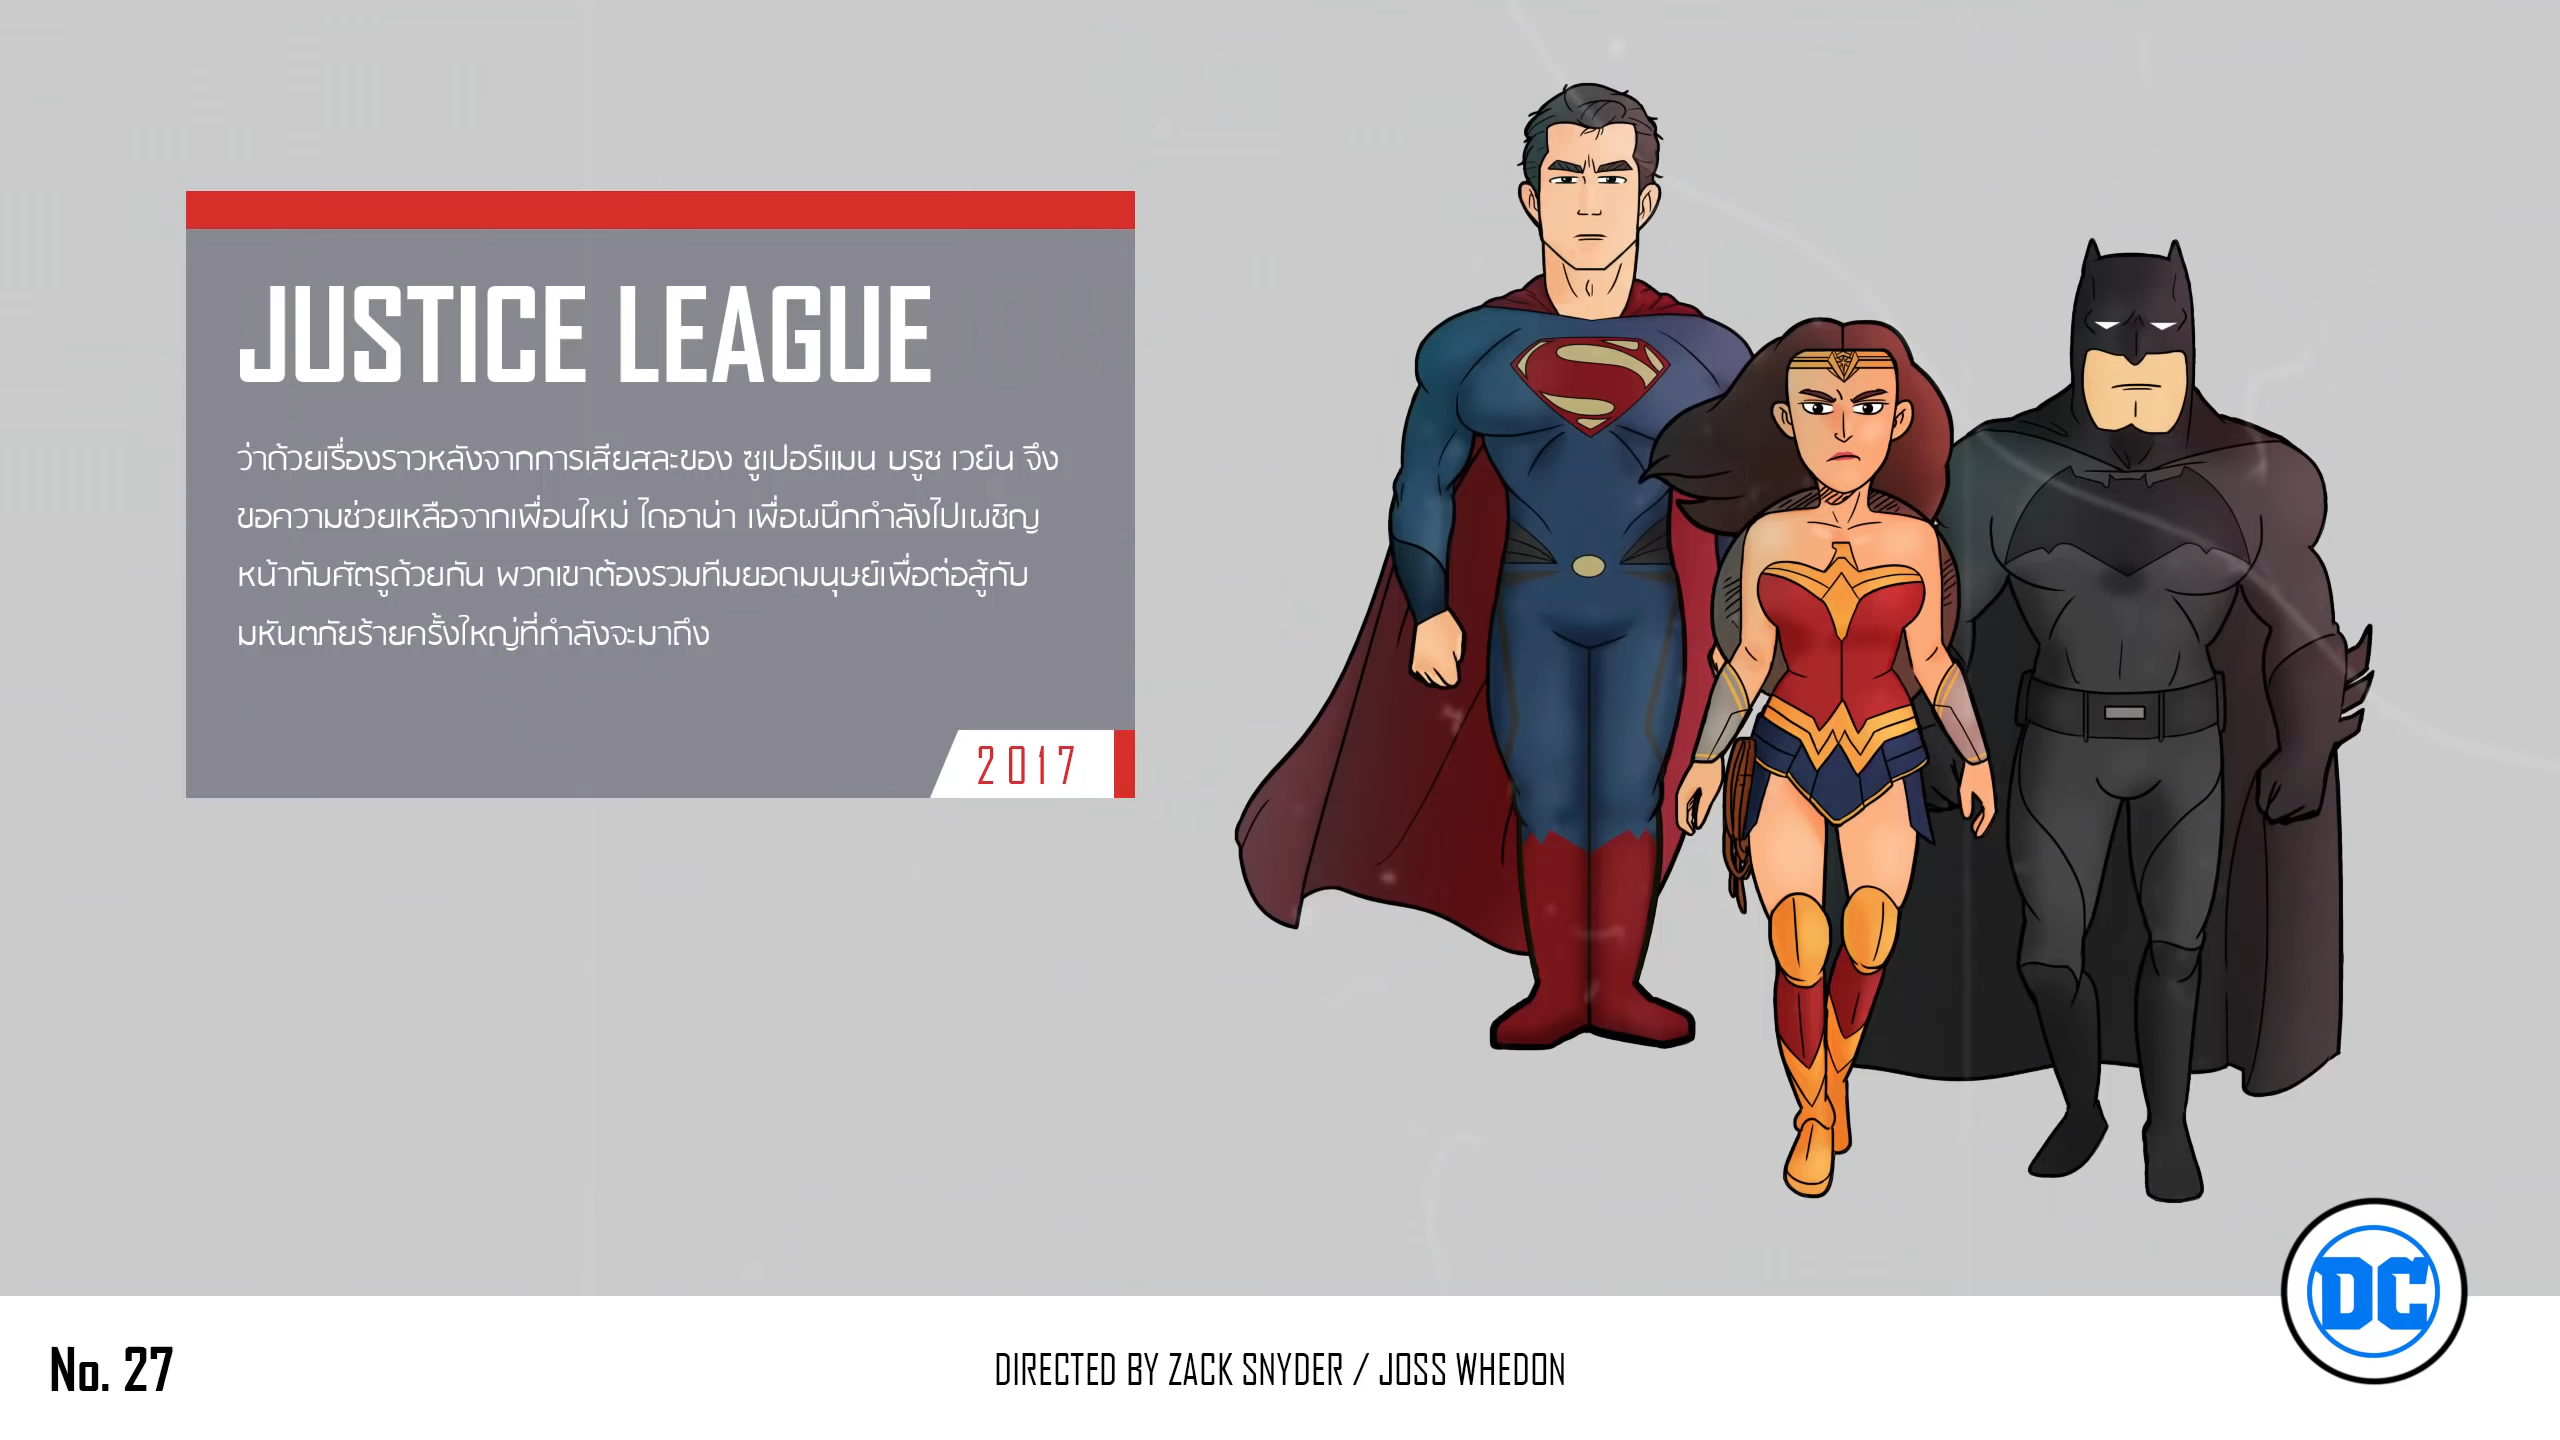 JUSTICE LEAGUE
ว่าด้วยเรื่องราวหลังจากการเสียสละของ ซูเปอร์แมน บรูซ เวย์น จึง
ขอความช่วยเหลือจากเพื่อนใหม่ ไดอาน่า เพื่อผนึกกำลังไปเผชิญ
หน้ากับศัตรูด้วยกัน พวกเขาต้องรวมทีมยอดมนุษย์เพื่อต่อสู้กับ
มหันตภัยร้ายครั้งใหญ่ที่กำลังจะมาถึง
2017
DC
No. 27
DIRECTED BY ZACK SNYDER / JOSS WHEDON